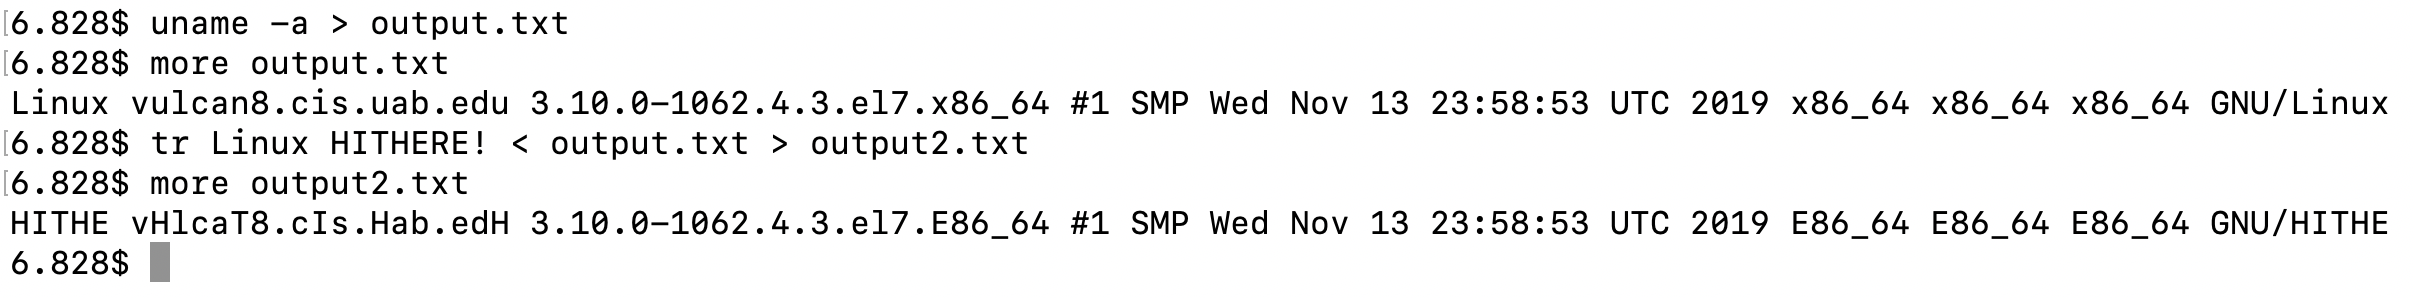 [6.828$ uname -a > output.txt
[6.828$ more output.txt
Linux vulcan8.cis.uab.edu 3.10.0-1062.4.3.el7.x86_64 #1 SMP Wed Nov 13 23:58:53 UTC 2019 x86_64 x86_64 x86_64 GNU/Linux
[6.828$ tr Linux HITHERE! < output.txt > output2.txt
[6.828$ more output2.txt
HITHE vHlcaT8.cIs.Hab.edH 3.10.0-1062.4.3.el7.E86_64 #1 SMP Wed Nov 13 23:58:53 UTC 2019 E86_64 E86_64 E86_64 GNU/HITHE
6.828$